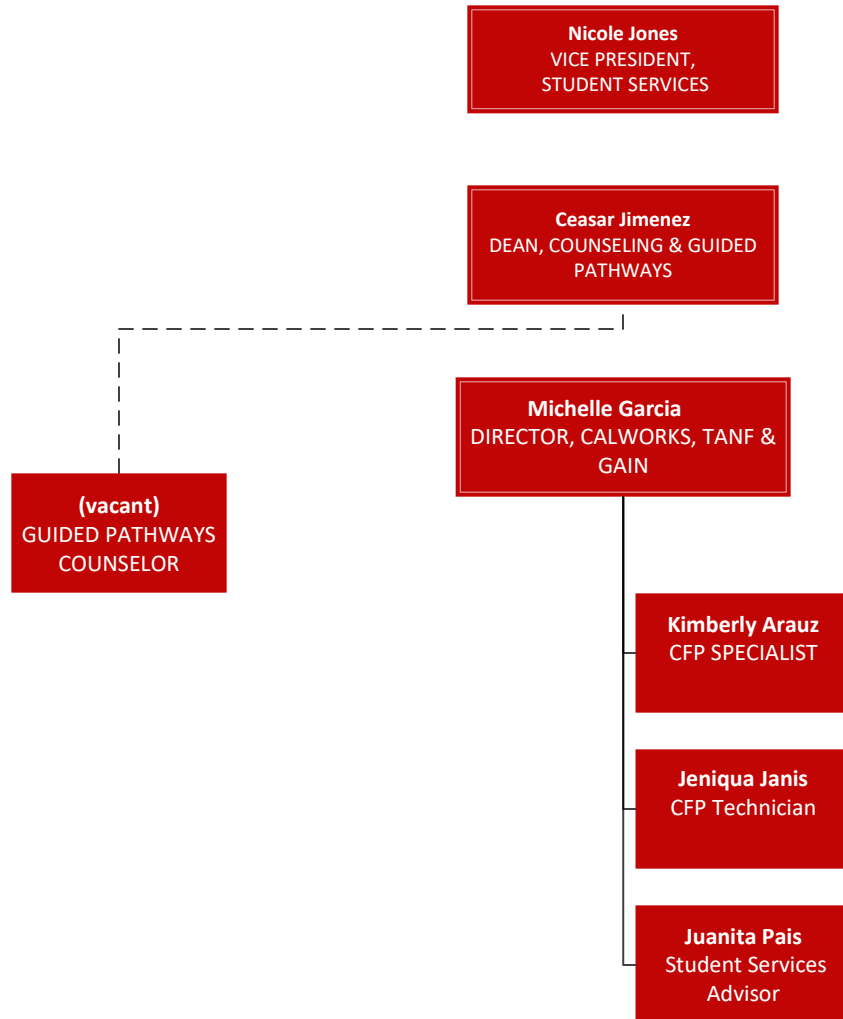 Nicole Jones
VICE PRESIDENT,
STUDENT SERVICES
Ceasar Jimenez
DEAN, COUNSELING & GUIDED
PATHWAYS
Michelle Garcia
DIRECTOR, CALWORKS, TANF &
GAIN
(vacant)
GUIDED PATHWAYS
COUNSELOR
Kimberly Arauz
CFP SPECIALIST
Jeniqua Janis
CFP Technician
Juanita Pais
Student Services
Advisor